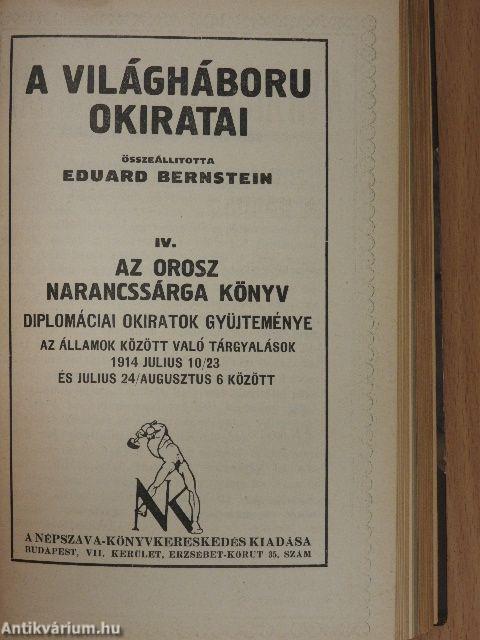 A VILÁGHÁBORU
OKIRATAI
ÖSSZEÁLLITOTTA
EDUARD BERNSTEIN
IV.
AZ OROSZ
NARANCSSÁRGA KÖNYV
DIPLOMÁCIAI OKIRATOK GYÜJTEMÉNYE
AZ ÁLLAMOK KÖZÖTT VALÓ TÁRGYALÁSOK
1914 JULIUS 10/23
ÉS JULIUS 24/AUGUSZTUS 6 KÖZÖTT
NK
A NÉPSZAVA-KÖNYVKERESKEDÉS KIADÁSA
BUDAPEST, VII. KERÜLET, ERZSÉBET-KÖRUT 35. SZÁM
Antikvárium.hu